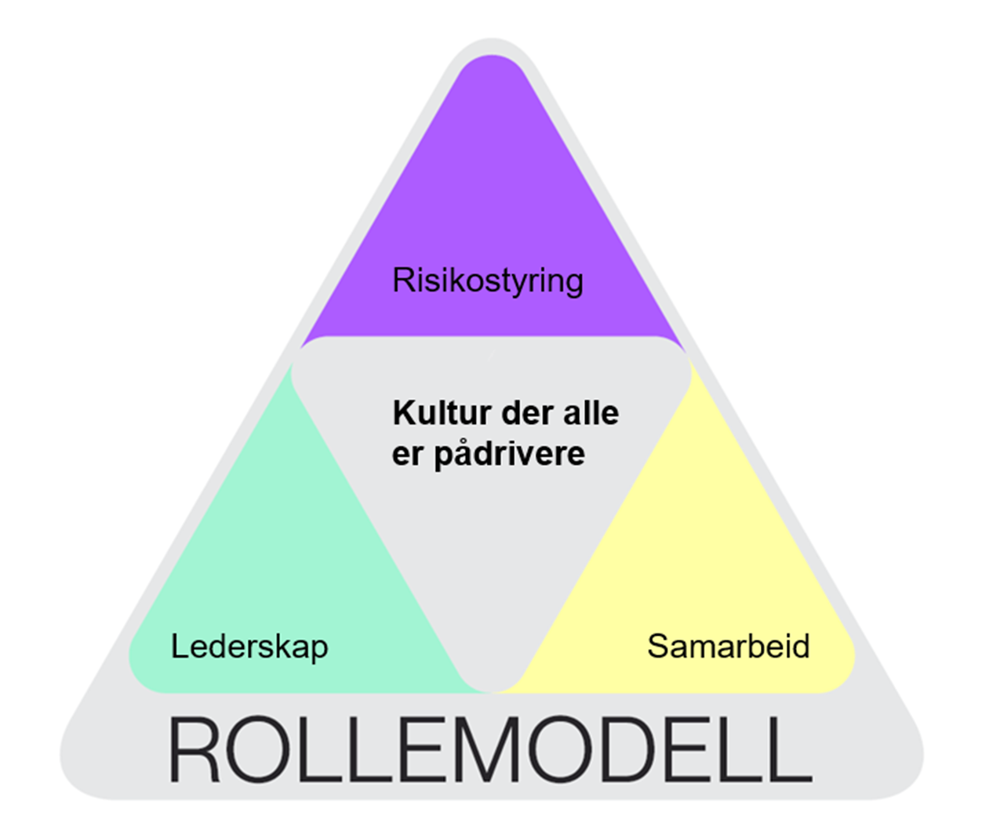 Risikostyring
Kultur der alle
er pådrivere
Lederskap
Samarbeid
ROLLEMODELL